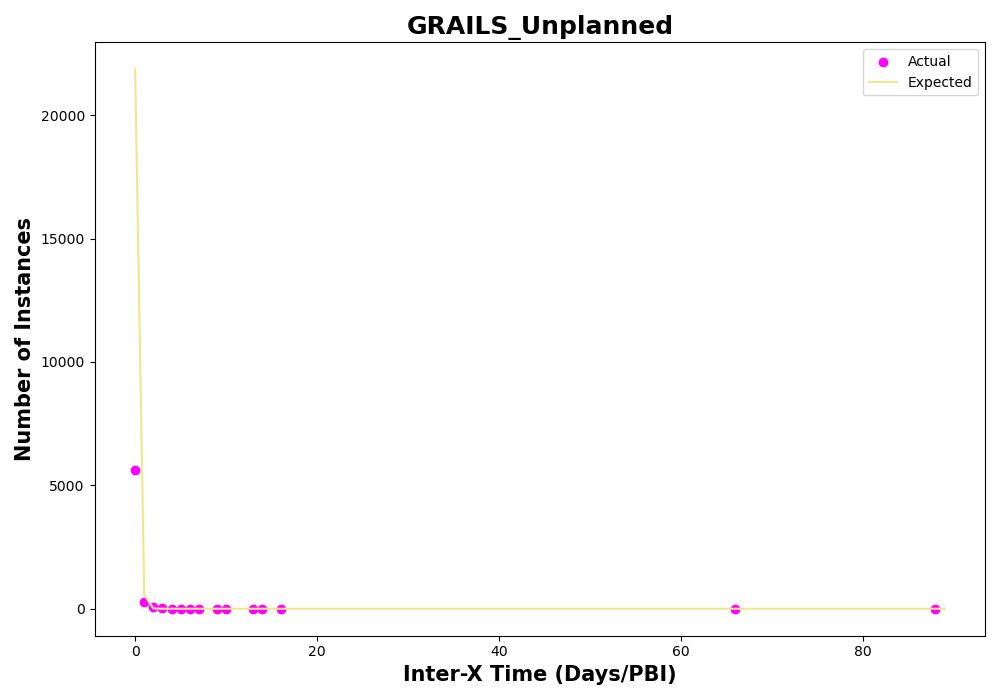 GRAILS_Unplanned
Actual
Expected
20000
15000
10000
5000
0
Number of Instances
0 20 40 60 80
Inter-X Time (Days/PBI)